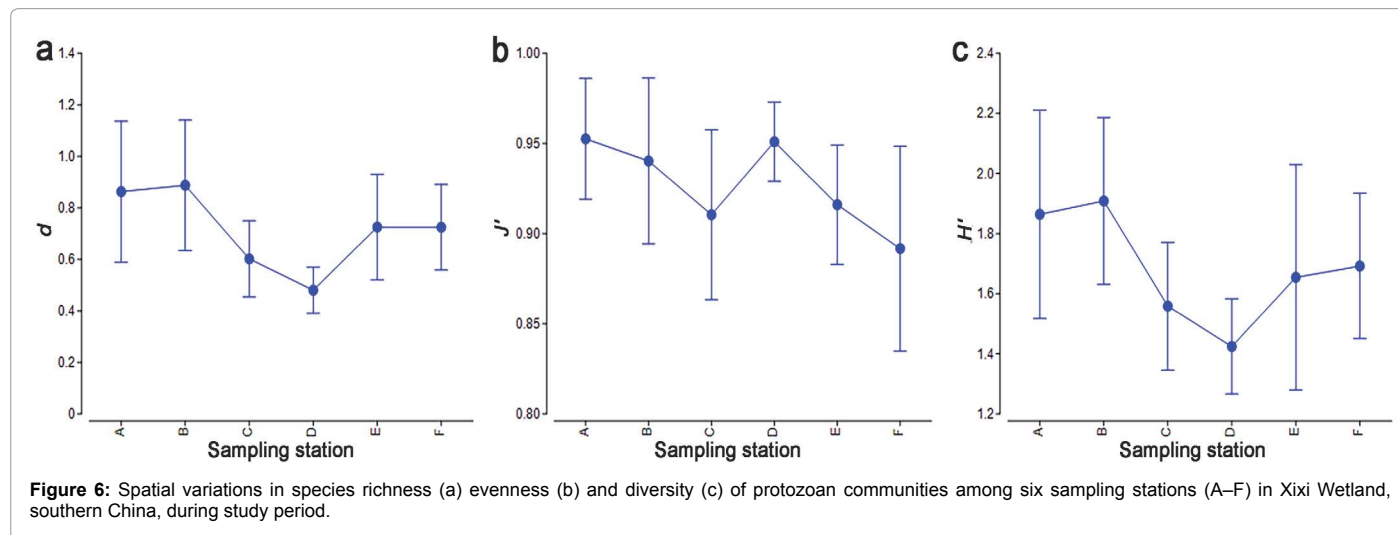 a
1.4
1.2
1.0
0.8
0.6
0.4
0.2
0
d
A B C D E F
Sampling station
b
1.00
0.95
0.90
0.85
0.80
J'
A B C D E F
Sampling station
c
2.4
2.2
2.0
1.8
1.6
1.4
1.2
H'
A B C D E F
Sampling station
Figure 6: Spatial variations in species richness (a) evenness (b) and diversity (c) of protozoan communities among six sampling stations (A–F) in Xixi Wetland,
southern China, during study period.